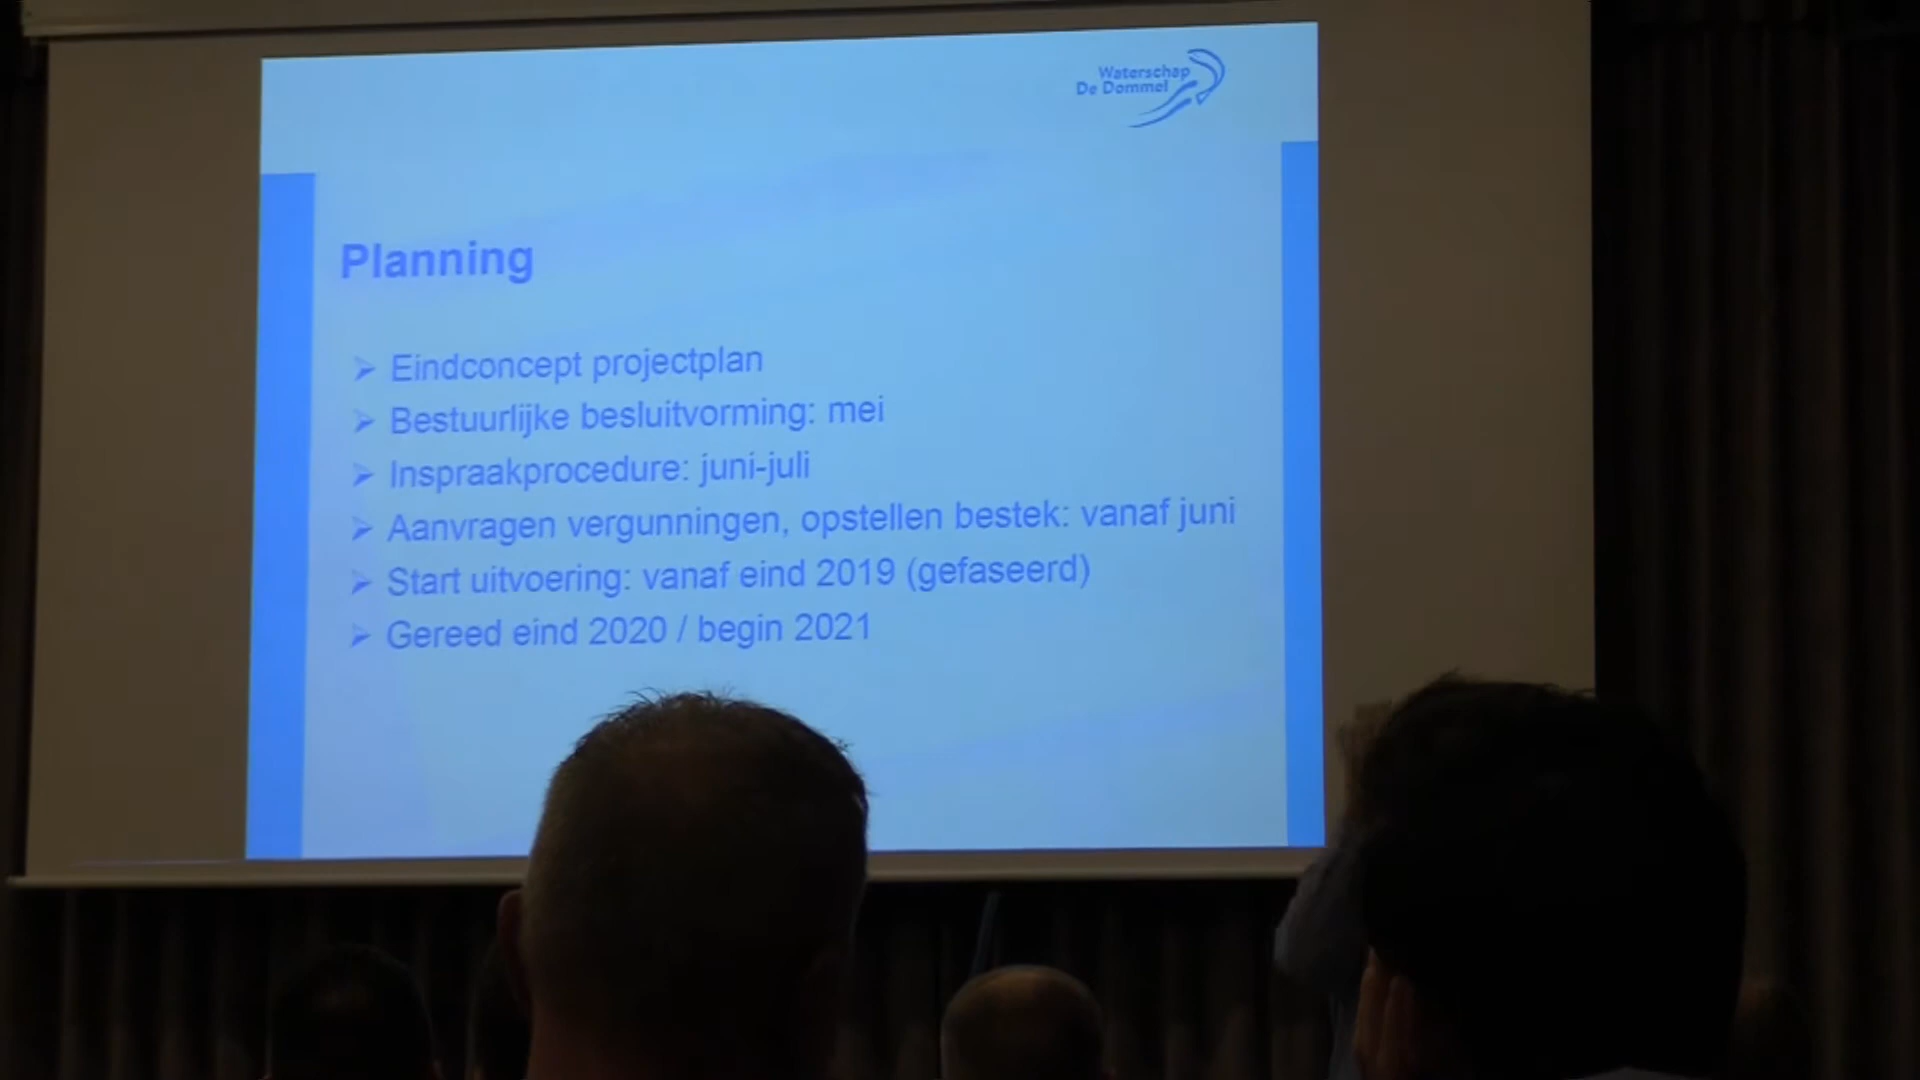 Waterschap
De Dommel
Planning
Eindconcept projectplan
Bestuurlijke besluitvorming: mei
Inspraakprocedure: juni-juli
Aanvragen vergunningen, opstellen bestek: vanaf juni
Start uitvoering: vanaf eind 2019 (gefaseerd)
Gereed eind 2020 / begin 2021